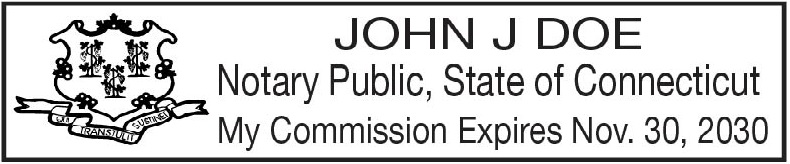 JOHN J DOE
Notary Public, State of Connecticut
My Commission Expires Nov. 30, 2030
QUI TRANSTULIT SUSTINET